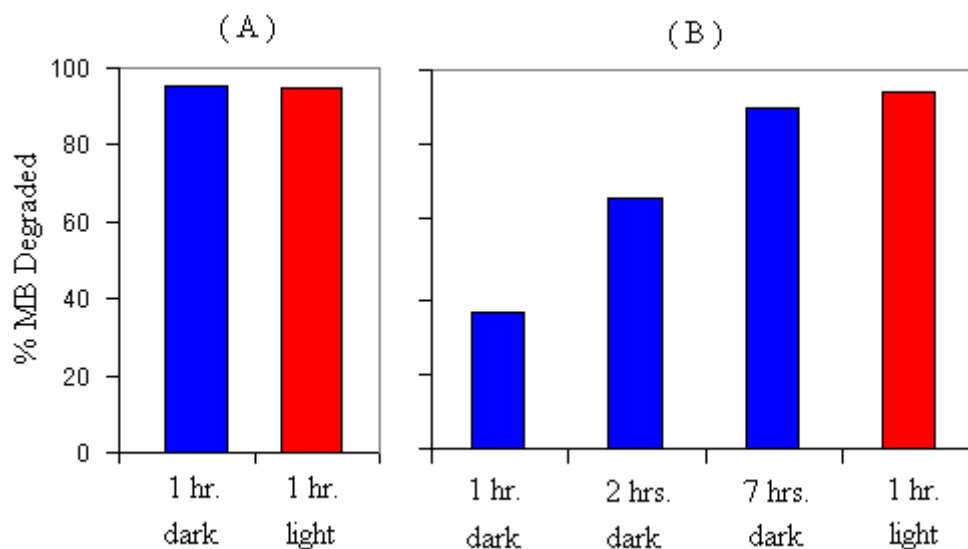 ( A )
( B )
% MB Degraded
100
80
60
40
20
0
1 hr.
dark
1 hr.
light
1 hr.
dark
2 hrs.
dark
7 hrs.
dark
1 hr.
light